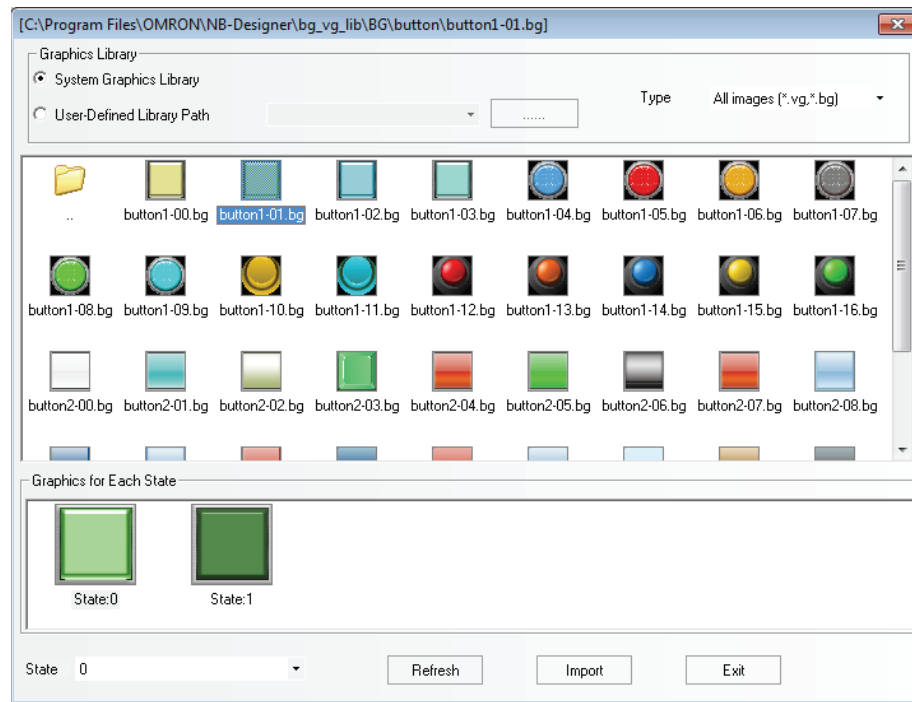 [C:\Program Files\OMRON\NB-Designer\bg_vg_lib\BG\button\button1-01.bg]
Graphics Library
System Graphics Library
User-Defined Library Path ...... Type All images (*.vg,*.bg)
.. button1-00.bg button1-01.bg button1-02.bg button1-03.bg button1-04.bg button1-05.bg button1-06.bg button1-07.bg
button1-08.bg button1-09.bg button1-10.bg button1-11.bg button1-12.bg button1-13.bg button1-14.bg button1-15.bg button1-16.bg
button2-00.bg button2-01.bg button2-02.bg button2-03.bg button2-04.bg button2-05.bg button2-06.bg button2-07.bg button2-08.bg
Graphics for Each State
State:0 State:1
State 0 Refresh Import Exit